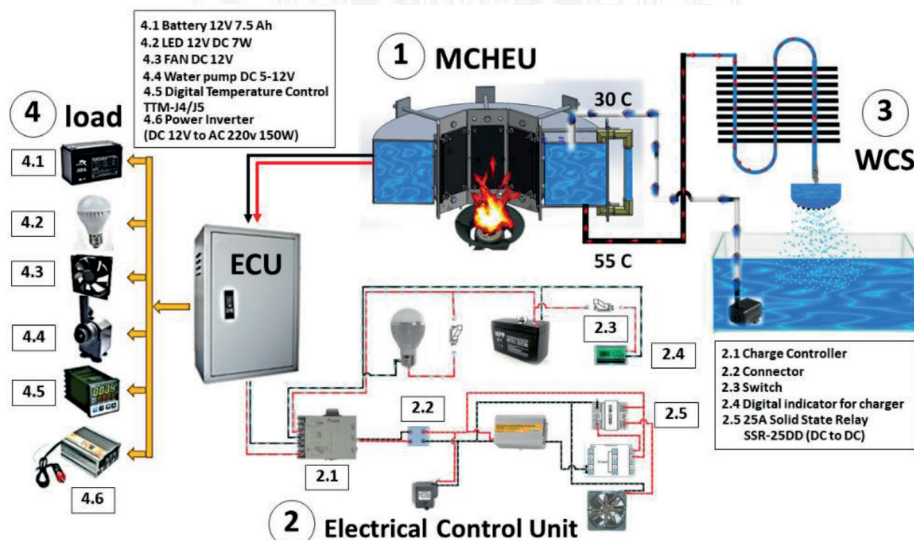 4.1 Battery 12V 7.5 Ah
4.2 LED 12V DC 7W
4.3 FAN DC 12V
4.4 Water pump DC 5-12V
4.5 Digital Temperature Control
TTM-J4/J5
4.6 Power Inverter
(DC 12V to AC 220v 150W)
1 MCHEU
30 C
55 C
3
WCS
4 load
4.1
4.2
4.3
4.4
4.5
4.6
ECU
2.3
2.4
2.2
2.5
2.1
2.1 Charge Controller
2.2 Connector
2.3 Switch
2.4 Digital indicator for charger
2.5 25A Solid State Relay
SSR-25DD (DC to DC)
2 Electrical Control Unit